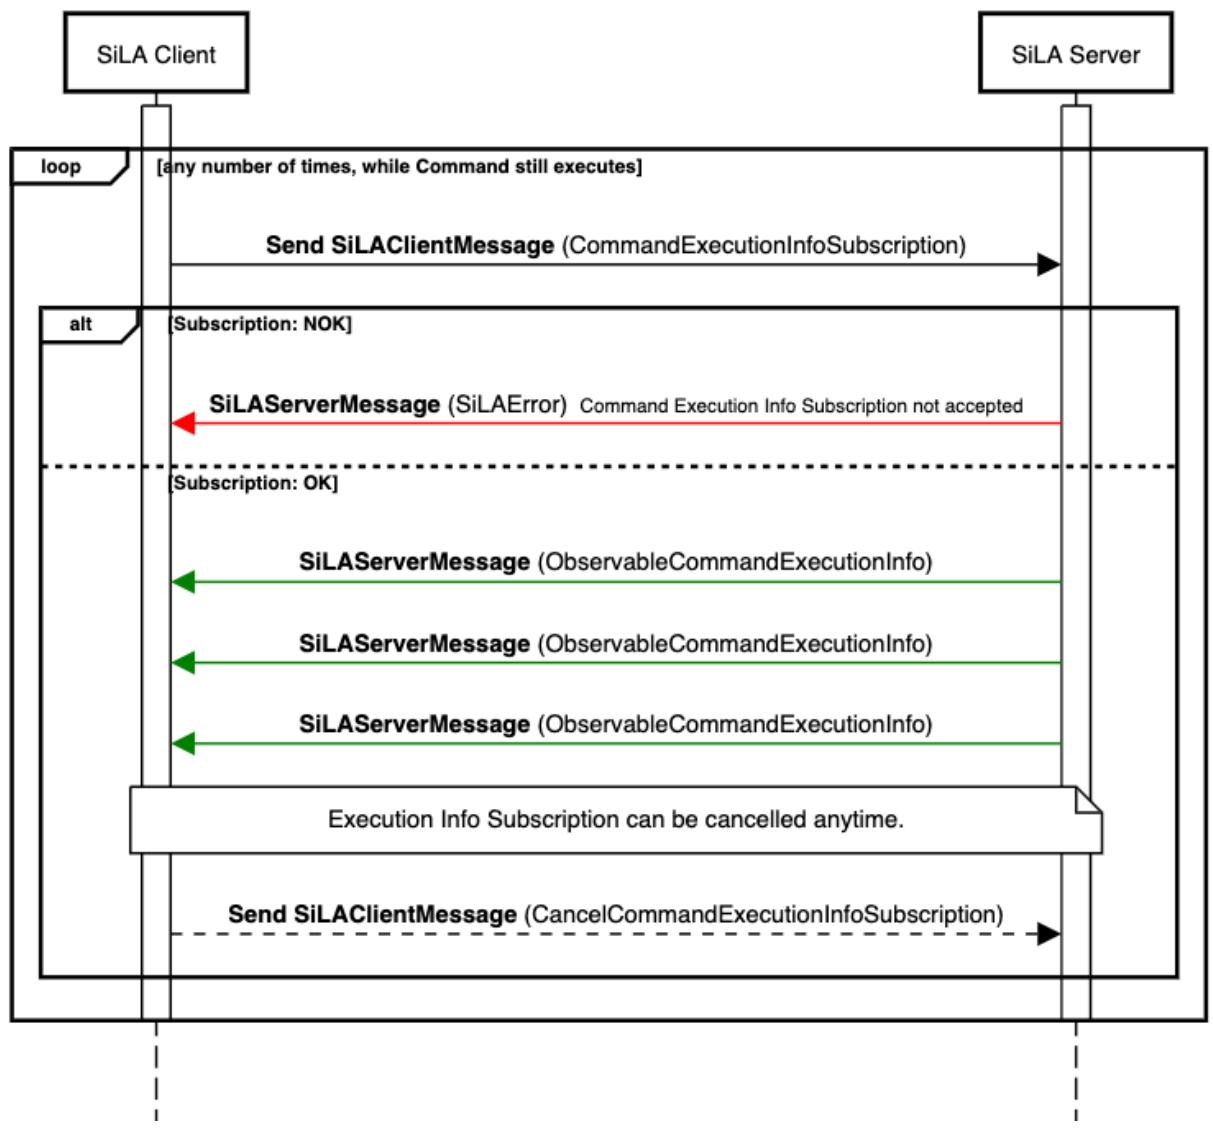 SiLA Client
SiLA Server
loop
[any number of times, while Command still executes]
Send SiLAClientMessage (CommandExecutionInfoSubscription)
alt
[Subscription: NOK]
SiLAServerMessage (SiLAError) Command Execution Info Subscription not accepted
[Subscription: OK]
SiLAServerMessage (ObservableCommandExecutionInfo)
SiLAServerMessage (ObservableCommandExecutionInfo)
SiLAServerMessage (ObservableCommandExecutionInfo)
Execution Info Subscription can be cancelled anytime.
Send SiLAClientMessage (CancelCommandExecutionInfoSubscription)